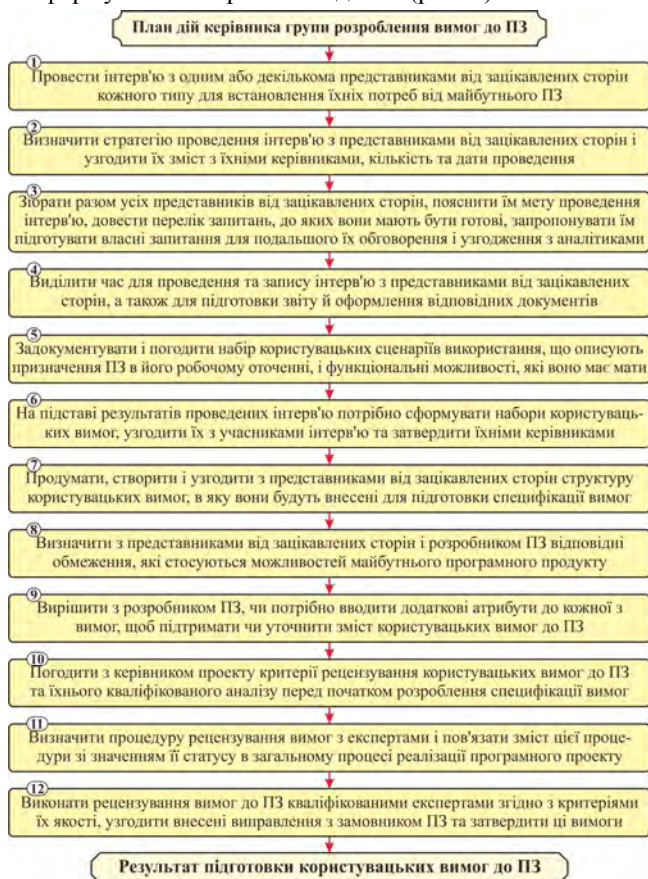 План дій керівника групи розроблення вимог до ПЗ
1
Провести інтерв'ю з одним або декількома представниками від зацікавлених сторін
кожного типу для встановлення їхніх потреб від майбутнього ПЗ
2
Визначити стратегію проведення інтерв'ю з представниками від зацікавлених сторін і
узгодити їх зміст з їхніми керівниками, кількість та дати проведення
3
Зібрати разом усіх представників від зацікавлених сторін, пояснити їм мету проведення
інтерв'ю, довести перелік запитань, до яких вони мають бути готові, запропонувати їм
підготувати власні запитання для подальшого їх обговорення і узгодження з аналітиками
4
Виділити час для проведення та запису інтерв'ю з представниками від зацікавлених
сторін, а також для підготовки звіту й оформлення відповідних документів
5
Задокументувати і погодити набір користувацьких сценаріїв використання, що описують
призначення ПЗ в його робочому оточенні, і функціональні можливості, які воно має мати
6
На підставі результатів проведених інтерв'ю потрібно сформувати набори користуваць-
ких вимог, узгодити їх з учасниками інтерв'ю та затвердити їхніми керівниками
7
Продумати, створити і узгодити з представниками від зацікавлених сторін структуру
користувацьких вимог, в яку вони будуть внесені для підготовки специфікації вимог
8
Визначити з представниками від зацікавлених сторін і розробником ПЗ відповідні
обмеження, які стосуються можливостей майбутнього програмного продукту
9
Вирішити з розробником ПЗ, чи потрібно вводити додаткові атрибути до кожної з
вимог, щоб підтримати чи уточнити зміст користувацьких вимог до ПЗ
10
Погодити з керівником проекту критерії рецензування користувацьких вимог до ПЗ
та їхнього кваліфікованого аналізу перед початком розроблення специфікації вимог
11
Визначити процедуру рецензування вимог з експертами і пов'язати зміст цієї проце-
дури зі значенням її статусу в загальному процесі реалізації програмного проекту
12
Виконати рецензування вимог до ПЗ кваліфікованими експертами згідно з критеріями
їх якості, узгодити внесені виправлення з замовником ПЗ та затвердити ці вимоги
Результат підготовки користувацьких вимог до ПЗ